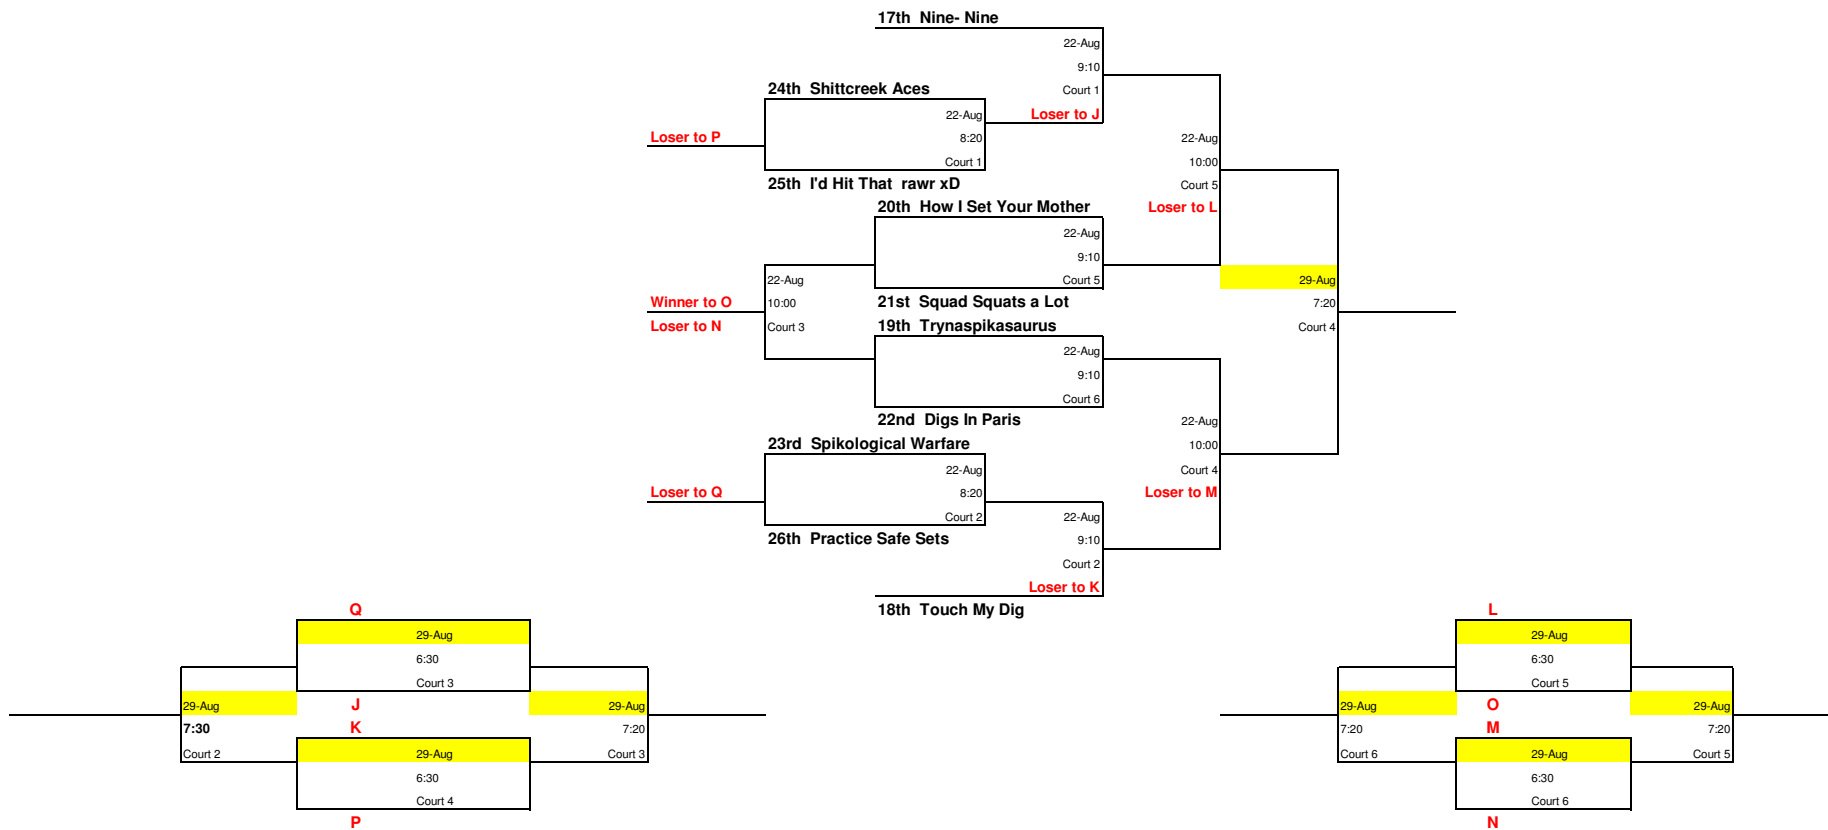 17th  Nine- Nine
22-Aug
9:10
Court 1
Loser to J
24th  Shittcreek Aces
22-Aug
8:20
Court 1
Loser to P
25th  I'd Hit That  rawr xD
22-Aug
10:00
Court 5
Loser to L
20th  How I Set Your Mother
22-Aug
9:10
Court 5
21st  Squad Squats a Lot
22-Aug
10:00
Court 3
Winner to O
Loser to N
29-Aug
7:20
Court 4
19th  Trynaspikasaurus
22-Aug
9:10
Court 6
22nd  Digs In Paris
22-Aug
10:00
Court 4
Loser to M
23rd  Spikological Warfare
22-Aug
8:20
Court 2
Loser to Q
26th  Practice Safe Sets
22-Aug
9:10
Court 2
Loser to K
18th  Touch My Dig
Q
29-Aug
6:30
Court 3
J
29-Aug
7:30
Court 2
29-Aug
7:20
Court 3
K
29-Aug
6:30
Court 4
P
L
29-Aug
6:30
Court 5
O
29-Aug
7:20
Court 6
29-Aug
7:20
Court 5
M
29-Aug
6:30
Court 6
N